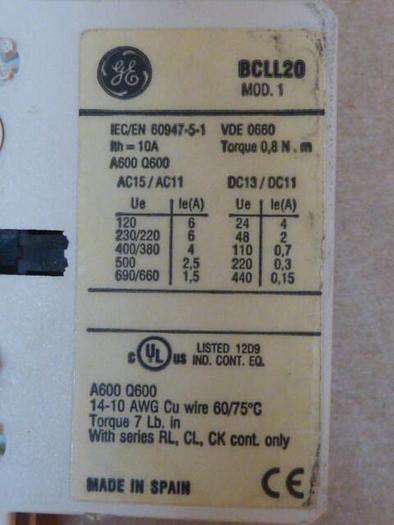 GE
BCLL20
MOD. 1
IEC/EN 60947-5-1 VDE 0660
Ith = 10A Torque 0,8 N . m
A600 Q600
AC15 / AC11 DC13 / DC11
Ue Ie(A) Ue Ie(A)
120 6 24 4
230/220 6 48 2
400/380 4 110 0,7
500 2,5 220 0,3
690/660 1,5 440 0,15
C UL US LISTED 12D9
IND. CONT. EQ.
A600 Q600
14-10 AWG Cu wire 60/75°C
Torque 7 Lb. in
With series RL, CL, CK cont. only
MADE IN SPAIN CE